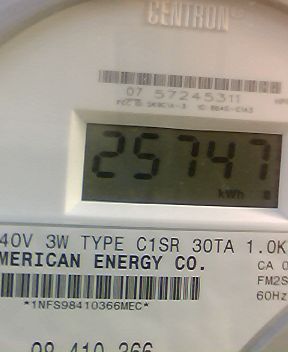 CENTRON
07 57245311
25747
kWh
40V 3W TYPE C1SR 30TA 1.0K
MERICAN ENERGY CO.
CA 0
FM2S
60Hz
*1NFS98410366MEC*
98 410 366